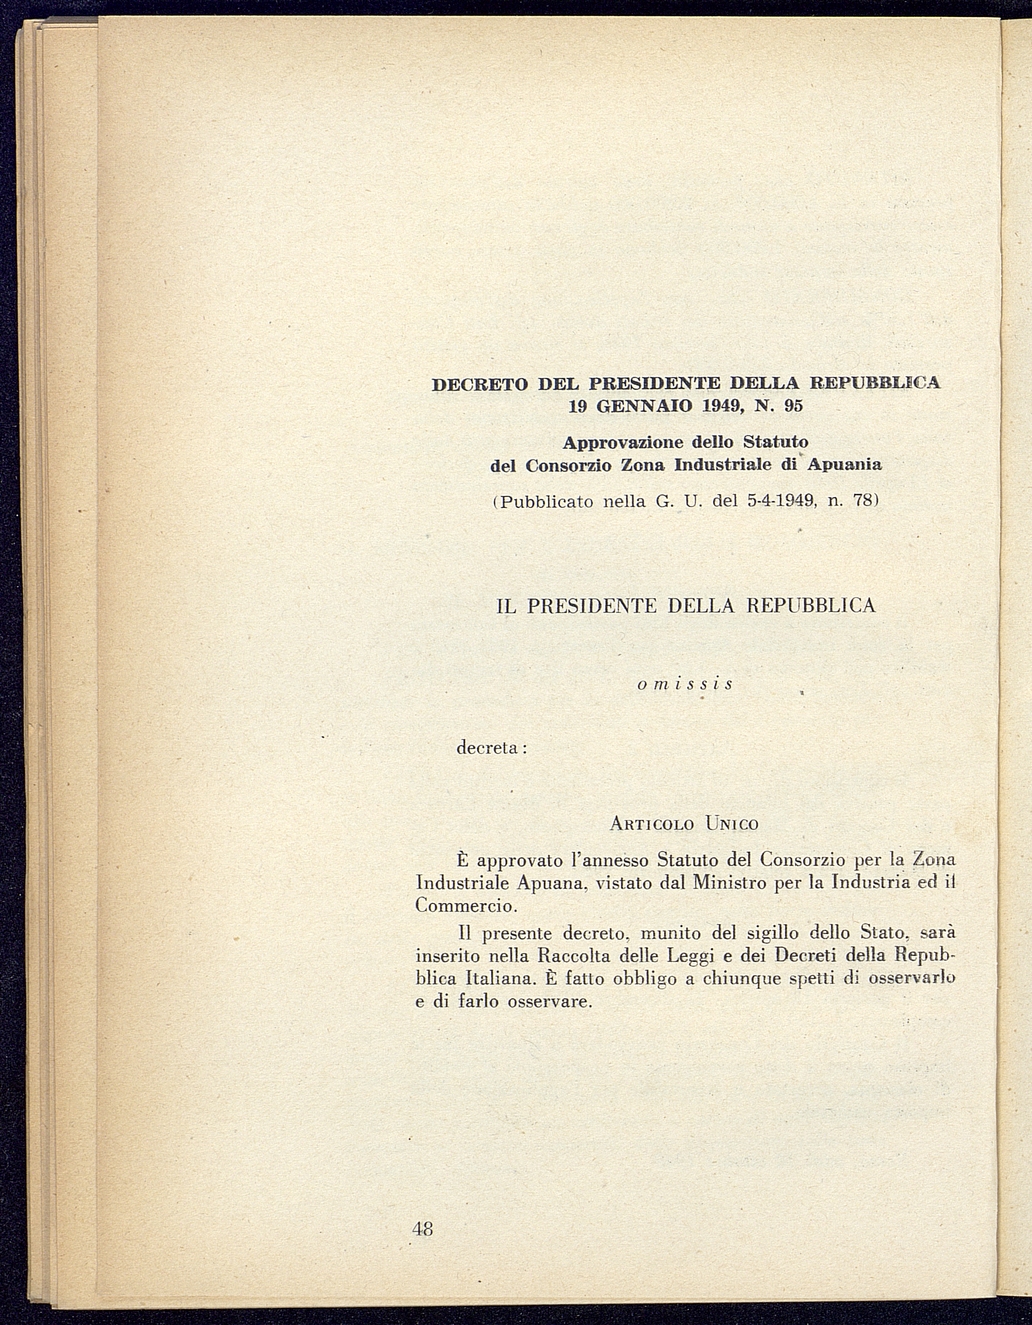 DECRETO DEL PRESIDENTE DELLA REPUBBLICA
19 GENNAIO 1949, N. 95
Approvazione dello Statuto
del Consorzio Zona Industriale di Apuania
(Pubblicato nella G. U. del 5-4-1949, n. 78)
IL PRESIDENTE DELLA REPUBBLICA
omissis
decreta :
ARTICOLO UNICO
È approvato l'annesso Statuto del Consorzio per la Zona
Industriale Apuana, vistato dal Ministro per la Industria ed il
Commercio.
Il presente decreto, munito del sigillo dello Stato, sarà
inserito nella Raccolta delle Leggi e dei Decreti della Repub-
blica Italiana. È fatto obbligo a chiunque spetti di osservarlo
e di farlo osservare.
48